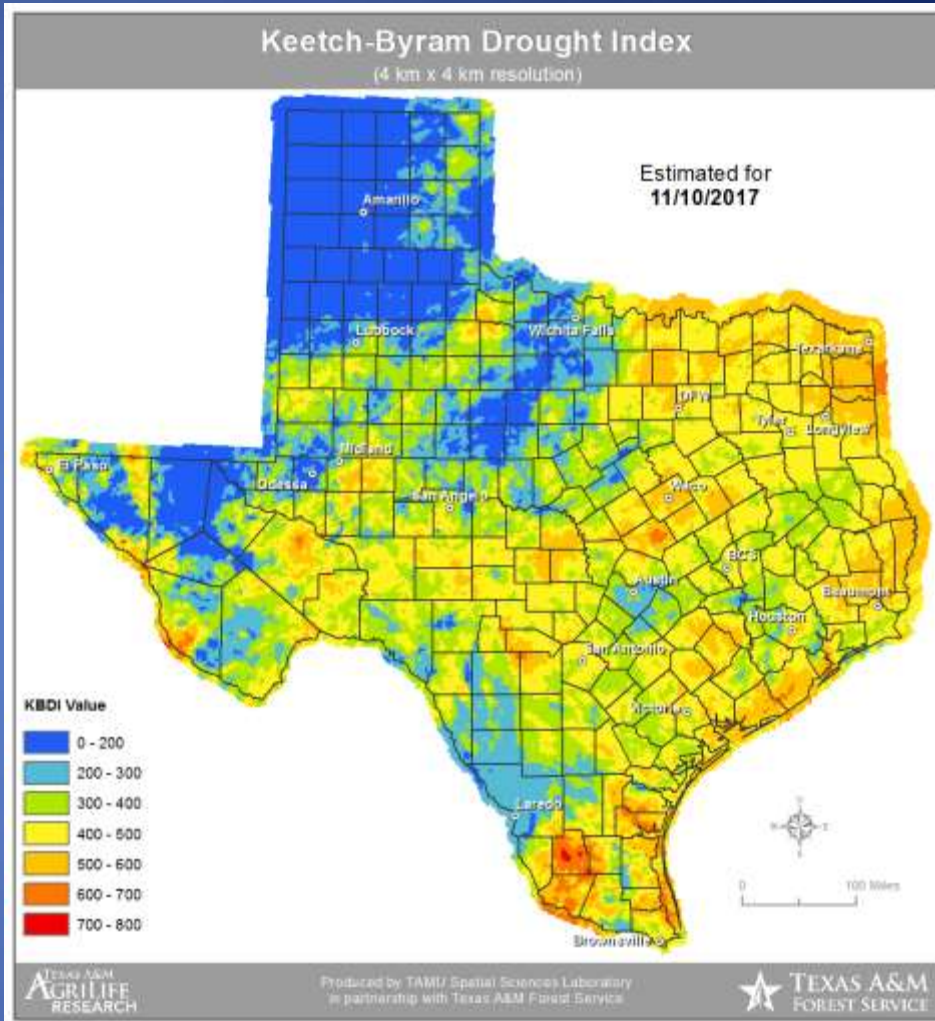 Keetch-Byram Drought Index
(4 km x 4 km resolution)
Estimated for
11/10/2017
Amarillo
Lubbock
Wichita Falls
Texarkana
DFW
Tyler
Longview
El Paso
Midland
Odessa
San Angelo
Waco
BCS
Austin
Beaumont
Houston
San Antonio
Victoria
Laredo
Brownsville
KBDI Value
0 - 200
200 - 300
300 - 400
400 - 500
500 - 600
600 - 700
700 - 800
N
S
0 100 Miles
TEXAS A&M
AGRILIFE
RESEARCH
Produced by TAMU Spatial Sciences Laboratory
in partnership with Texas A&M Forest Service
TEXAS A&M
FOREST SERVICE